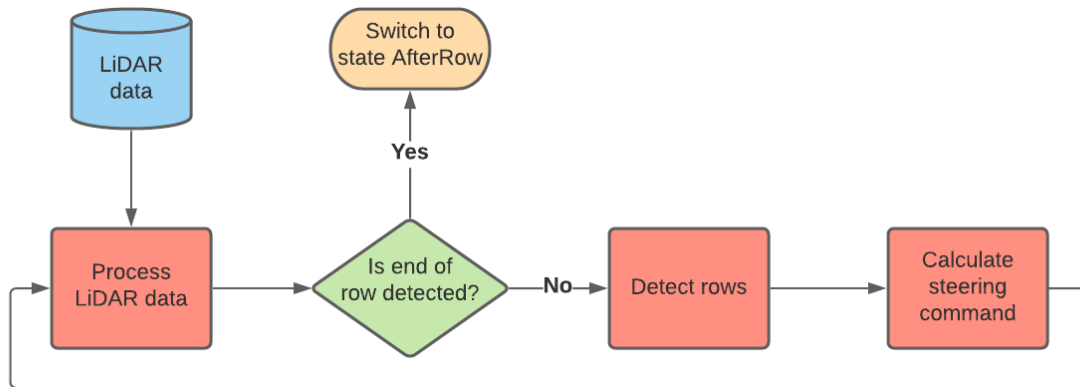 LiDAR
data
Switch to
state AfterRow
Yes
Process
LiDAR data
Is end of
row detected?
No
Detect rows
Calculate
steering
command